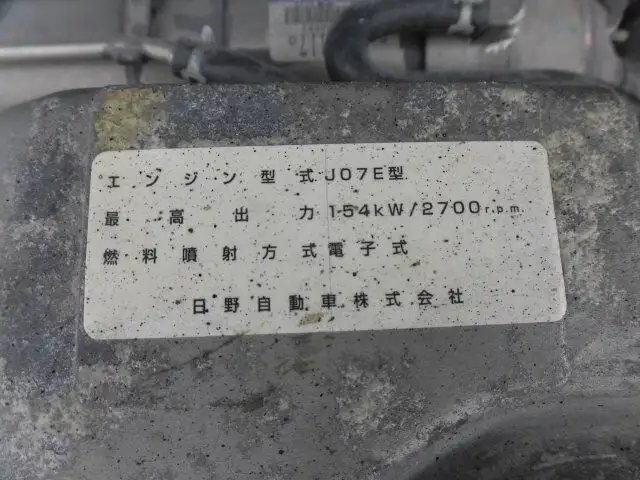 エンジン型式J07E型
最高出力154kW/2700r.p.m.
燃料噴射方式電子式
日野自動車株式会社